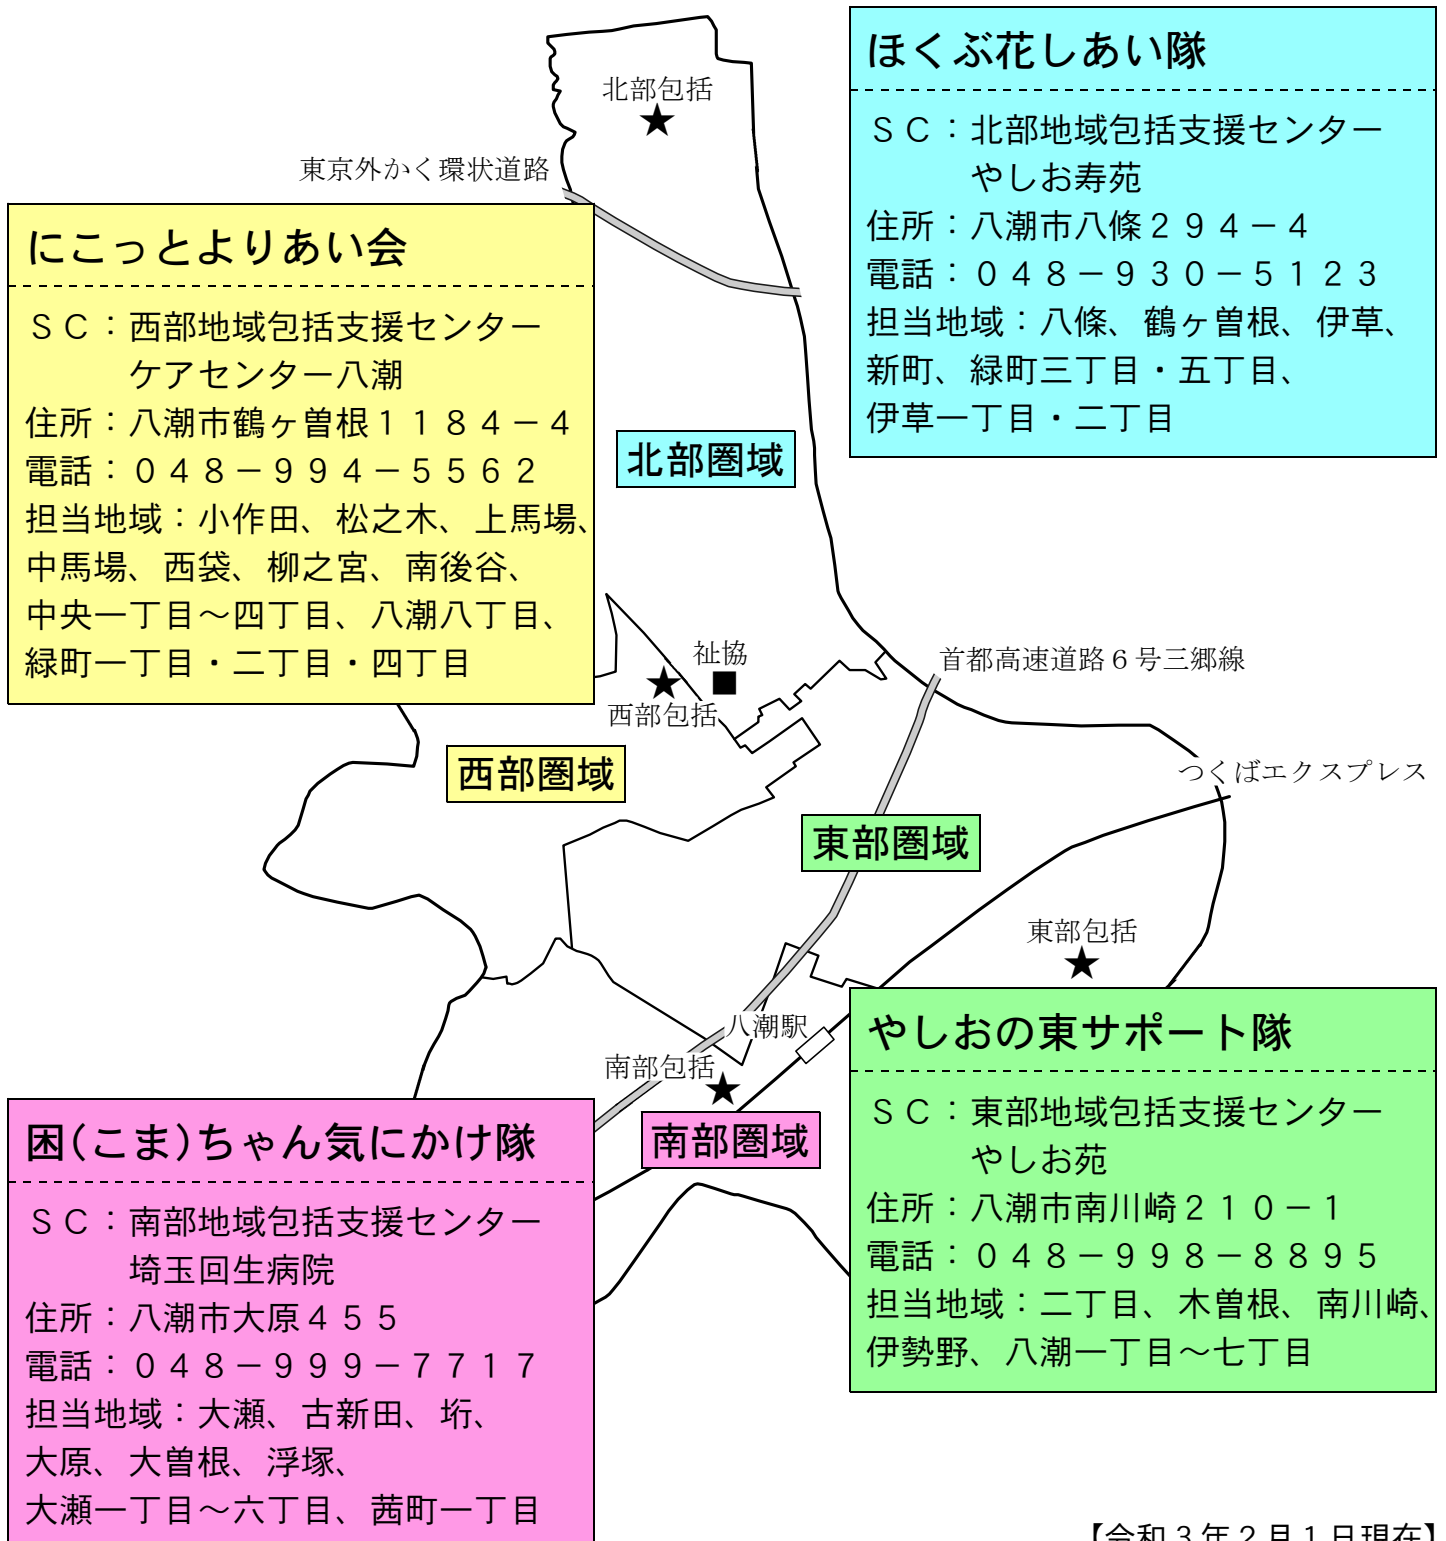 ほくぶ花しあい隊
ＳＣ：北部地域包括支援センター
やしお寿苑
住所：八潮市八條２９４－４
電話：０４８－９３０－５１２３
担当地域：八條、鶴ヶ曽根、伊草、
新町、緑町三丁目・五丁目、
伊草一丁目・二丁目
北部包括
東京外かく環状道路
にこっとよりあい会
ＳＣ：西部地域包括支援センター
ケアセンター八潮
住所：八潮市鶴ヶ曽根１１８４－４
電話：０４８－９９４－５５６２
担当地域：小作田、松之木、上馬場、
中馬場、西袋、柳之宮、南後谷、
中央一丁目～四丁目、八潮八丁目、
緑町一丁目・二丁目・四丁目
北部圏域
祉協
首都高速道路６号三郷線
西部包括
西部圏域
つくばエクスプレス
東部圏域
東部包括
八潮駅
南部包括
南部圏域
やしおの東サポート隊
ＳＣ：東部地域包括支援センター
やしお苑
住所：八潮市南川崎２１０－１
電話：０４８－９９８－８８９５
担当地域：二丁目、木曽根、南川崎、
伊勢野、八潮一丁目～七丁目
困(こま)ちゃん気にかけ隊
ＳＣ：南部地域包括支援センター
埼玉回生病院
住所：八潮市大原４５５
電話：０４８－９９９－７７１７
担当地域：大瀬、古新田、垳、
大原、大曽根、浮塚、
大瀬一丁目～六丁目、茜町一丁目
【令和３年２月１日現在】